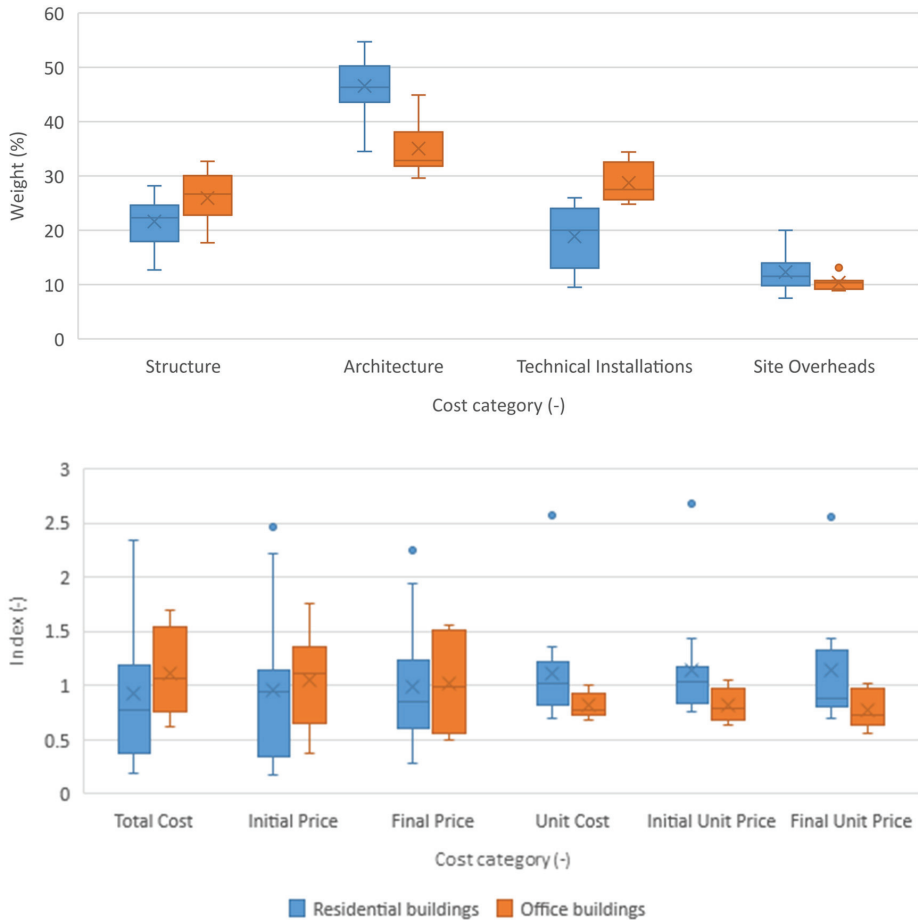 60
50
40
30
20
10
0
Weight (%)
Structure Architecture Technical Installations Site Overheads
Cost category (-)
3
2.5
2
1.5
1
0.5
0
Index (-)
Total Cost Initial Price Final Price Unit Cost Initial Unit Price Final Unit Price
Cost category (-)
Residential buildings Office buildings